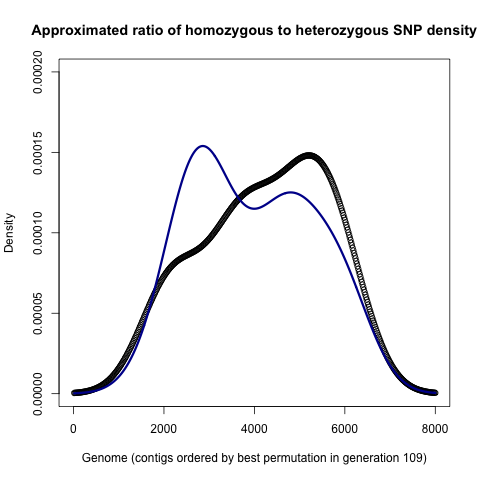 Approximated ratio of homozygous to heterozygous SNP density
0.00020
0.00015
0.00010
0.00005
0.00000
Density
0 2000 4000 6000 8000
Genome (contigs ordered by best permutation in generation 109)